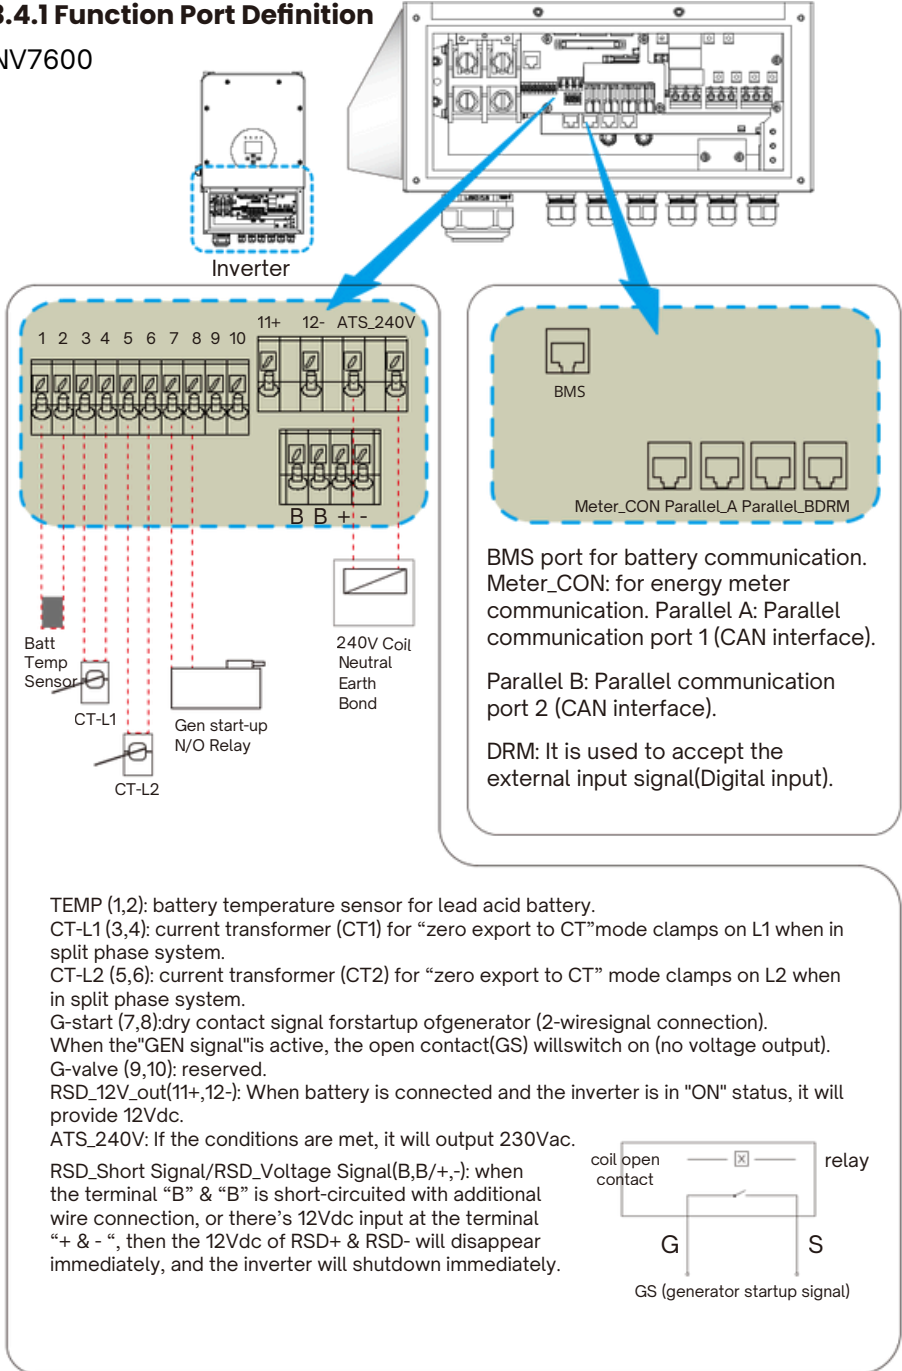 3.4.1 Function Port Definition
NV7600
Inverter
1 2 3 4 5 6 7 8 9 10
11+ 12- ATS_240V
B B + -
Batt
Temp
Sensor
CT-L1
CT-L2
Gen start-up
N/O Relay
240V Coil
Neutral
Earth
Bond
BMS
Meter_CON Parallel_A Parallel_BDRM
BMS port for battery communication.
Meter_CON: for energy meter
communication. Parallel A: Parallel
communication port 1 (CAN interface).
Parallel B: Parallel communication
port 2 (CAN interface).
DRM: It is used to accept the
external input signal(Digital input).
TEMP (1,2): battery temperature sensor for lead acid battery.
CT-L1 (3,4): current transformer (CT1) for “zero export to CT”mode clamps on L1 when in
split phase system.
CT-L2 (5,6): current transformer (CT2) for “zero export to CT” mode clamps on L2 when
in split phase system.
G-start (7,8):dry contact signal forstartup ofgenerator (2-wiresignal connection).
When the"GEN signal"is active, the open contact(GS) willswitch on (no voltage output).
G-valve (9,10): reserved.
RSD_12V_out(11+,12-): When battery is connected and the inverter is in "ON" status, it will
provide 12Vdc.
ATS_240V: If the conditions are met, it will output 230Vac.
RSD_Short Signal/RSD_Voltage Signal(B,B/+,-): when
the terminal “B” & “B” is short-circuited with additional
wire connection, or there’s 12Vdc input at the terminal
“+ & - “, then the 12Vdc of RSD+ & RSD- will disappear
immediately, and the inverter will shutdown immediately.
coil open
contact
relay
G S
GS (generator startup signal)